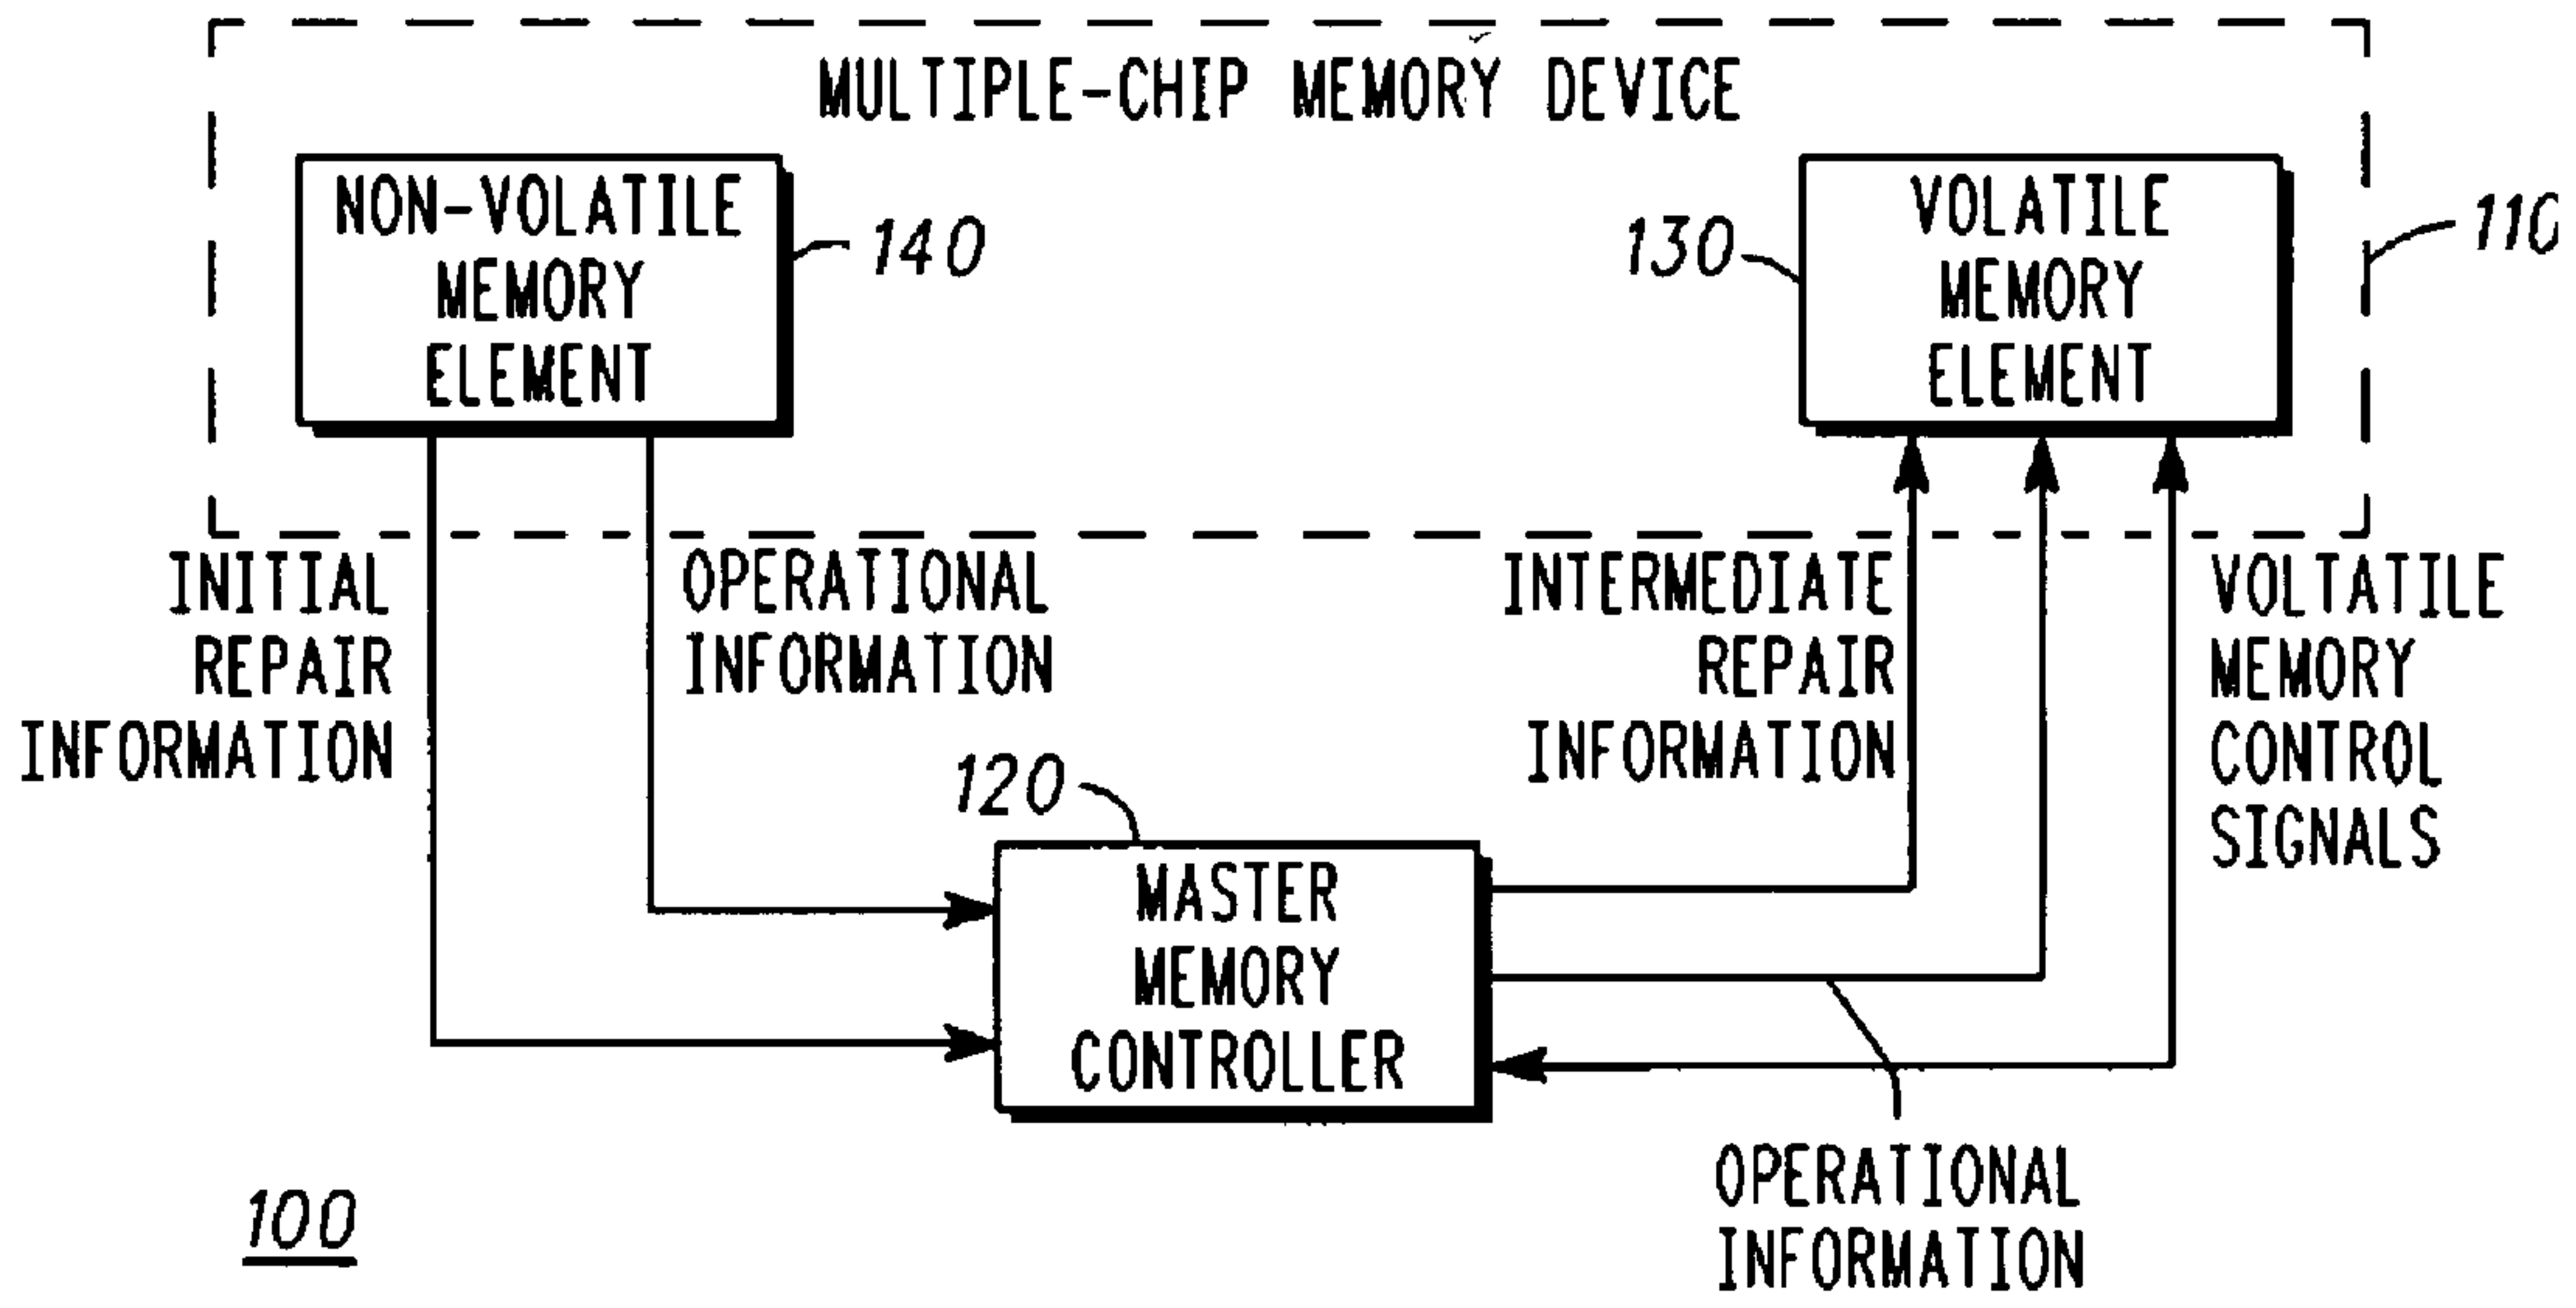 MULTIPLE-CHIP MEMORY DEVICE
NON-VOLATILE
MEMORY
ELEMENT
140
130
VOLATILE
MEMORY
ELEMENT
110
INITIAL
REPAIR
INFORMATION
OPERATIONAL
INFORMATION
INTERMEDIATE
REPAIR
INFORMATION
VOLTATILE
MEMORY
CONTROL
SIGNALS
120
MASTER
MEMORY
CONTROLLER
OPERATIONAL
INFORMATION
100